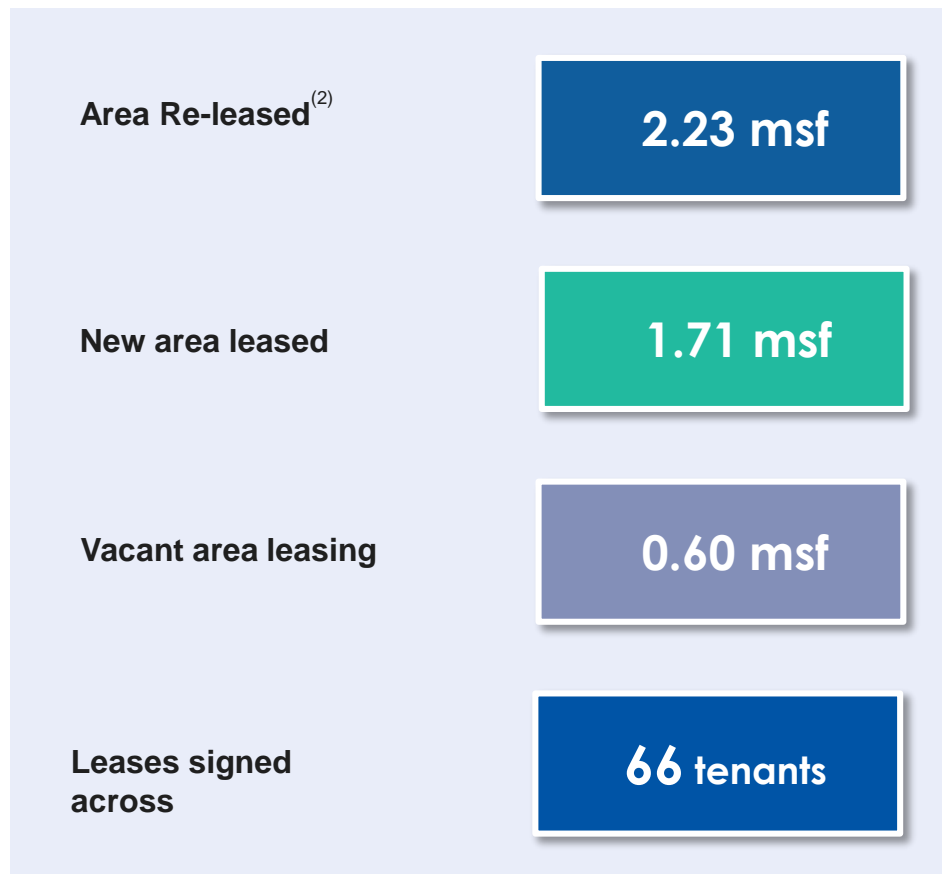 Area Re-leased(2)
2.23 msf
New area leased
1.71 msf
Vacant area leasing
0.60 msf
Leases signed
across
66 tenants